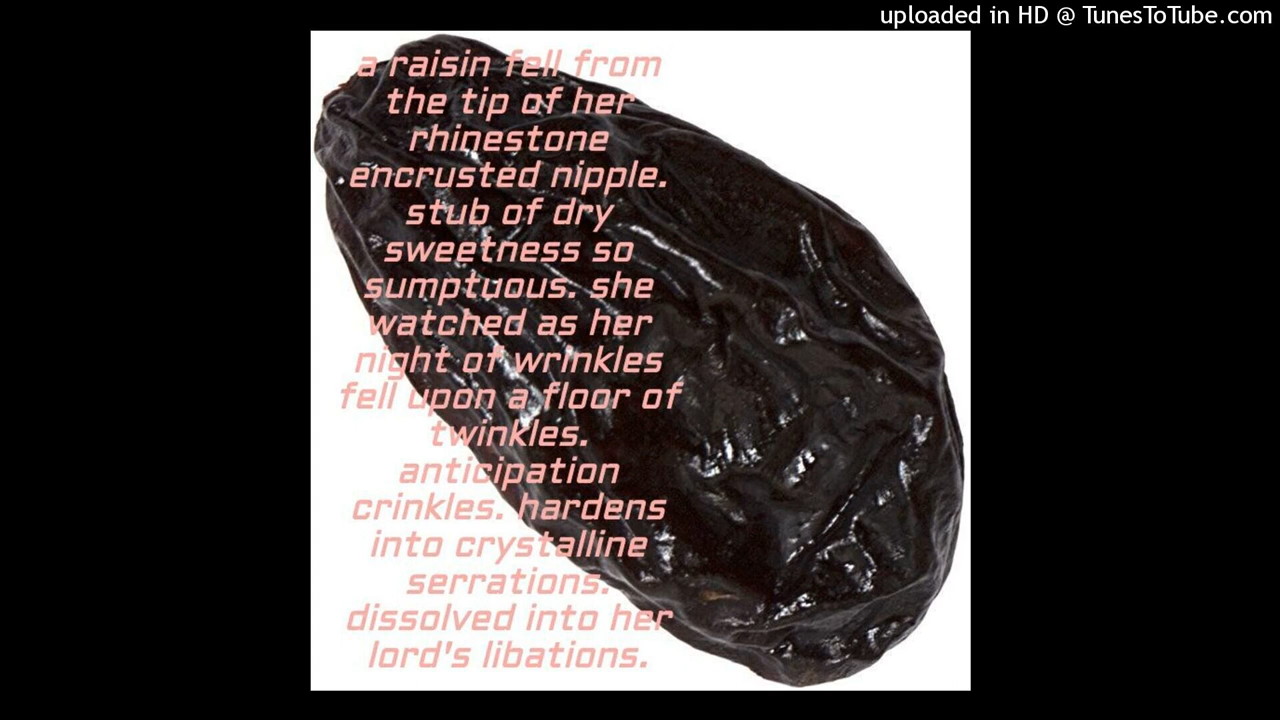 uploaded in HD @ TunesToTube.com
a raisin fell from
the tip of her
rhinestone
encrusted nipple.
stub of dry
sweetness so
sumptuous. she
watched as her
night of wrinkles
fell upon a floor of
twinkles.
anticipation
crinkles. hardens
into crystalline
serrations.
dissolved into her
lord's libations.